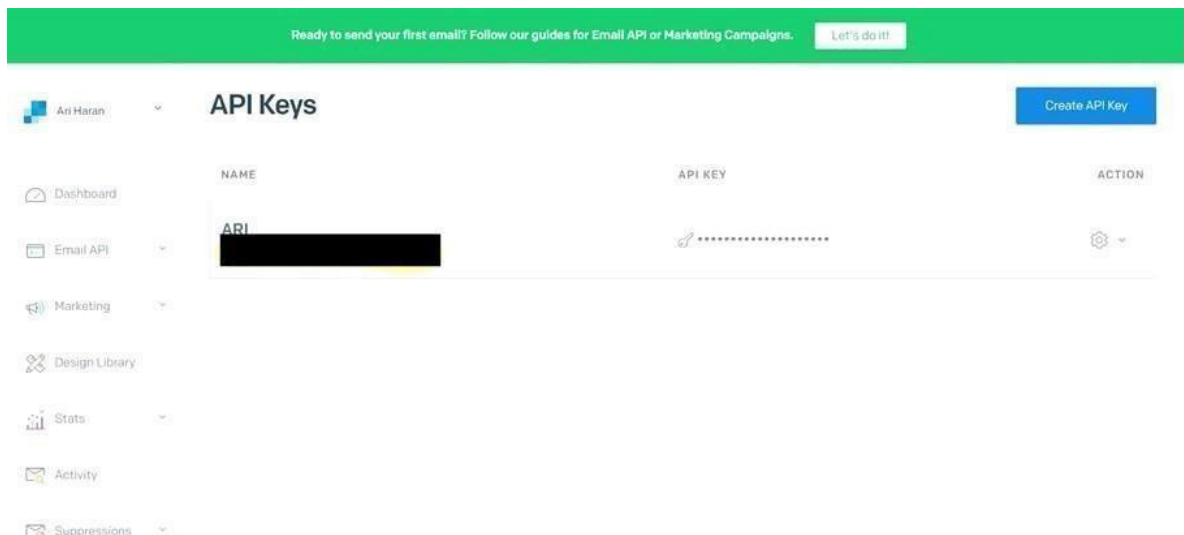 Ready to send your first email? Follow our guides for Email API or Marketing Campaigns. Let's do it!
Ari Haran
API Keys
Create API Key
NAME API KEY ACTION
ARI
••••••••••••••••••••
Dashboard
Email API
Marketing
Design Library
Stats
Activity
Suppressions